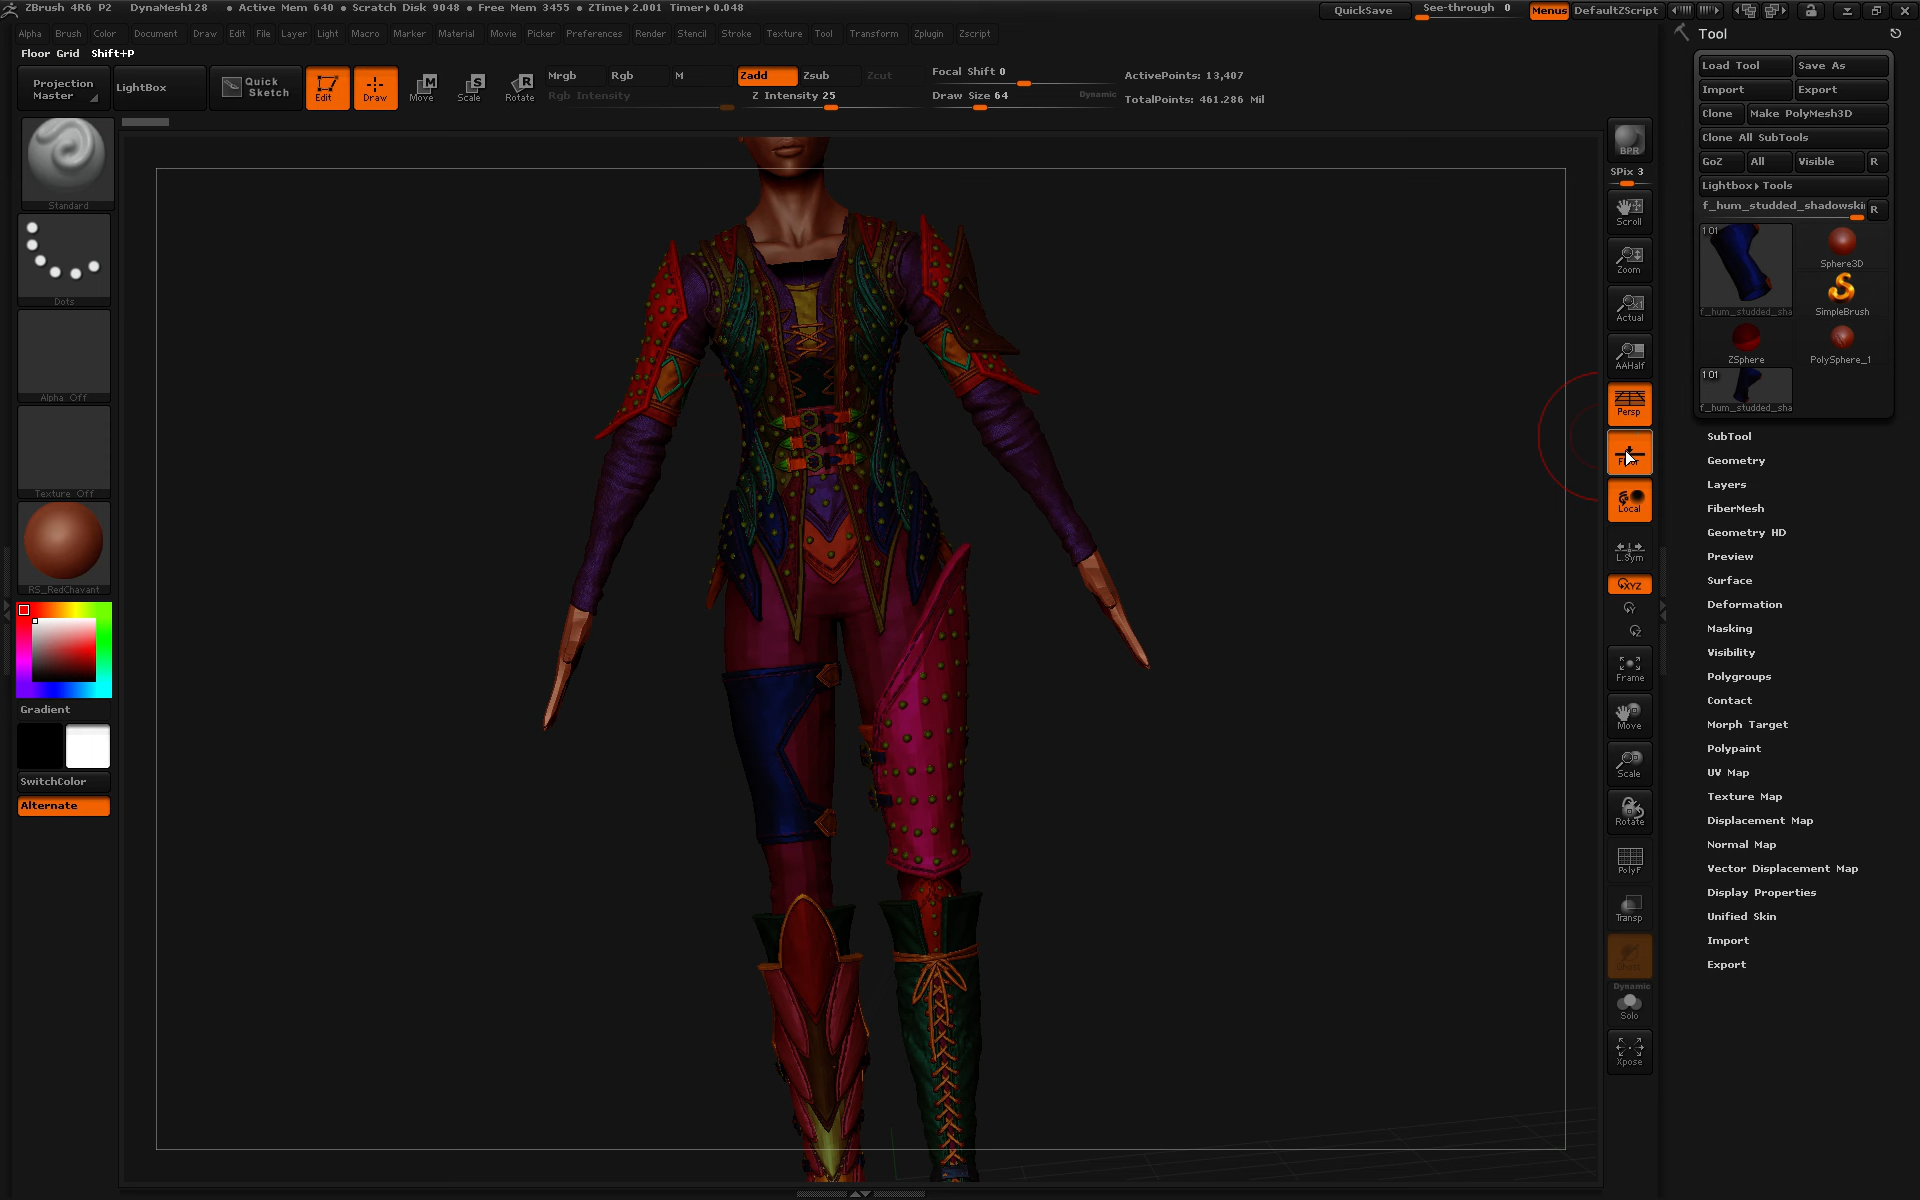 ZBrush 4R6 P2 DynaMesh128 • Active Mem 640 • Scratch Disk 9048 • Free Mem 3455 • ZTime▸2.001 Timer▸0.048
QuickSave
See-through 0
Menus
DefaultZScript
Alpha Brush Color Document Draw Edit File Layer Light Macro Marker Material Movie Picker Preferences Render Stencil Stroke Texture Tool Transform Zplugin Zscript
Floor Grid Shift+P
Projection Master
LightBox
Quick Sketch
Edit
Draw
Move
Scale
Rotate
Mrgb Rgb M
Rgb Intensity
Zadd Zsub Zcut
Z Intensity 25
Focal Shift 0
Draw Size 64
Dynamic
ActivePoints: 13,407
TotalPoints: 461.286 Mil
Standard
Dots
Alpha Off
Texture Off
RS_RedChavant
Gradient
SwitchColor
Alternate
BPR
SPix 3
Scroll
Zoom
Actual
AAHalf
Persp
Local
L.Sym
XYZ
Y
Z
Frame
Move
Scale
Rotate
PolyF
Transp
Dynamic
Solo
Xpose
Tool
Load Tool Save As
Import Export
Clone Make PolyMesh3D
Clone All SubTools
GoZ All Visible R
Lightbox▸Tools
f_hum_studded_shadowski
R
101
f_hum_studded_sha
Sphere3D
SimpleBrush
ZSphere
PolySphere_1
101
f_hum_studded_sha
SubTool
Geometry
Layers
FiberMesh
Geometry HD
Preview
Surface
Deformation
Masking
Visibility
Polygroups
Contact
Morph Target
Polypaint
UV Map
Texture Map
Displacement Map
Normal Map
Vector Displacement Map
Display Properties
Unified Skin
Import
Export